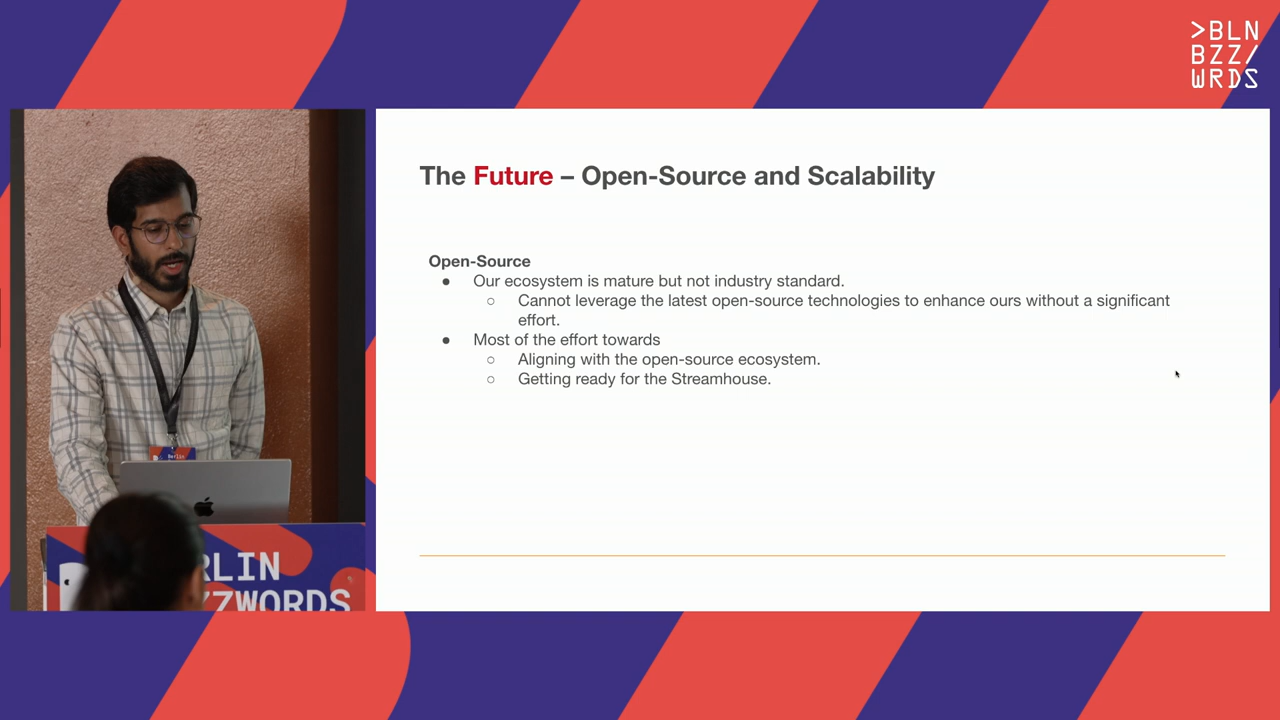 >BLN
BZZ/
WRDS
The Future – Open-Source and Scalability
Open-Source
● Our ecosystem is mature but not industry standard.
○ Cannot leverage the latest open-source technologies to enhance ours without a significant
effort.
● Most of the effort towards
○ Aligning with the open-source ecosystem.
○ Getting ready for the Streamhouse.
Berlin
RLIN
ZZWORDS